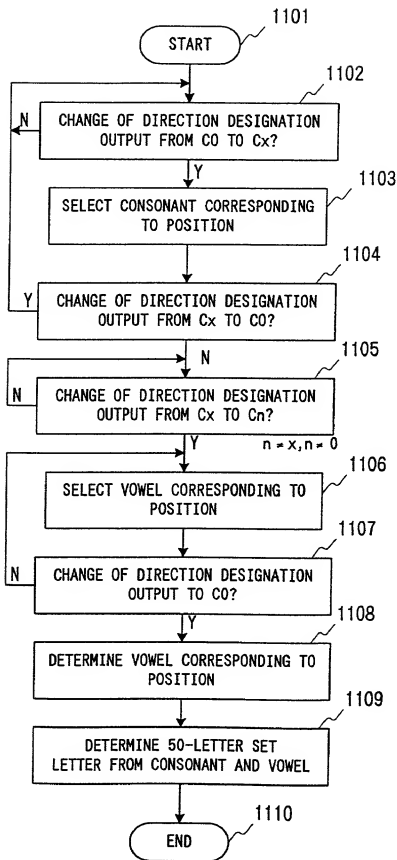 1101
START
1102
CHANGE OF DIRECTION DESIGNATION
OUTPUT FROM C0 TO Cx?
N
Y
1103
SELECT CONSONANT CORRESPONDING
TO POSITION
1104
CHANGE OF DIRECTION DESIGNATION
OUTPUT FROM Cx TO C0?
Y
N
1105
CHANGE OF DIRECTION DESIGNATION
OUTPUT FROM Cx TO Cn?
N
Y
n ≠ x, n ≠ 0
1106
SELECT VOWEL CORRESPONDING TO
POSITION
1107
CHANGE OF DIRECTION DESIGNATION
OUTPUT TO C0?
N
Y
1108
DETERMINE VOWEL CORRESPONDING TO
POSITION
1109
DETERMINE 50-LETTER SET
LETTER FROM CONSONANT AND VOWEL
END
1110